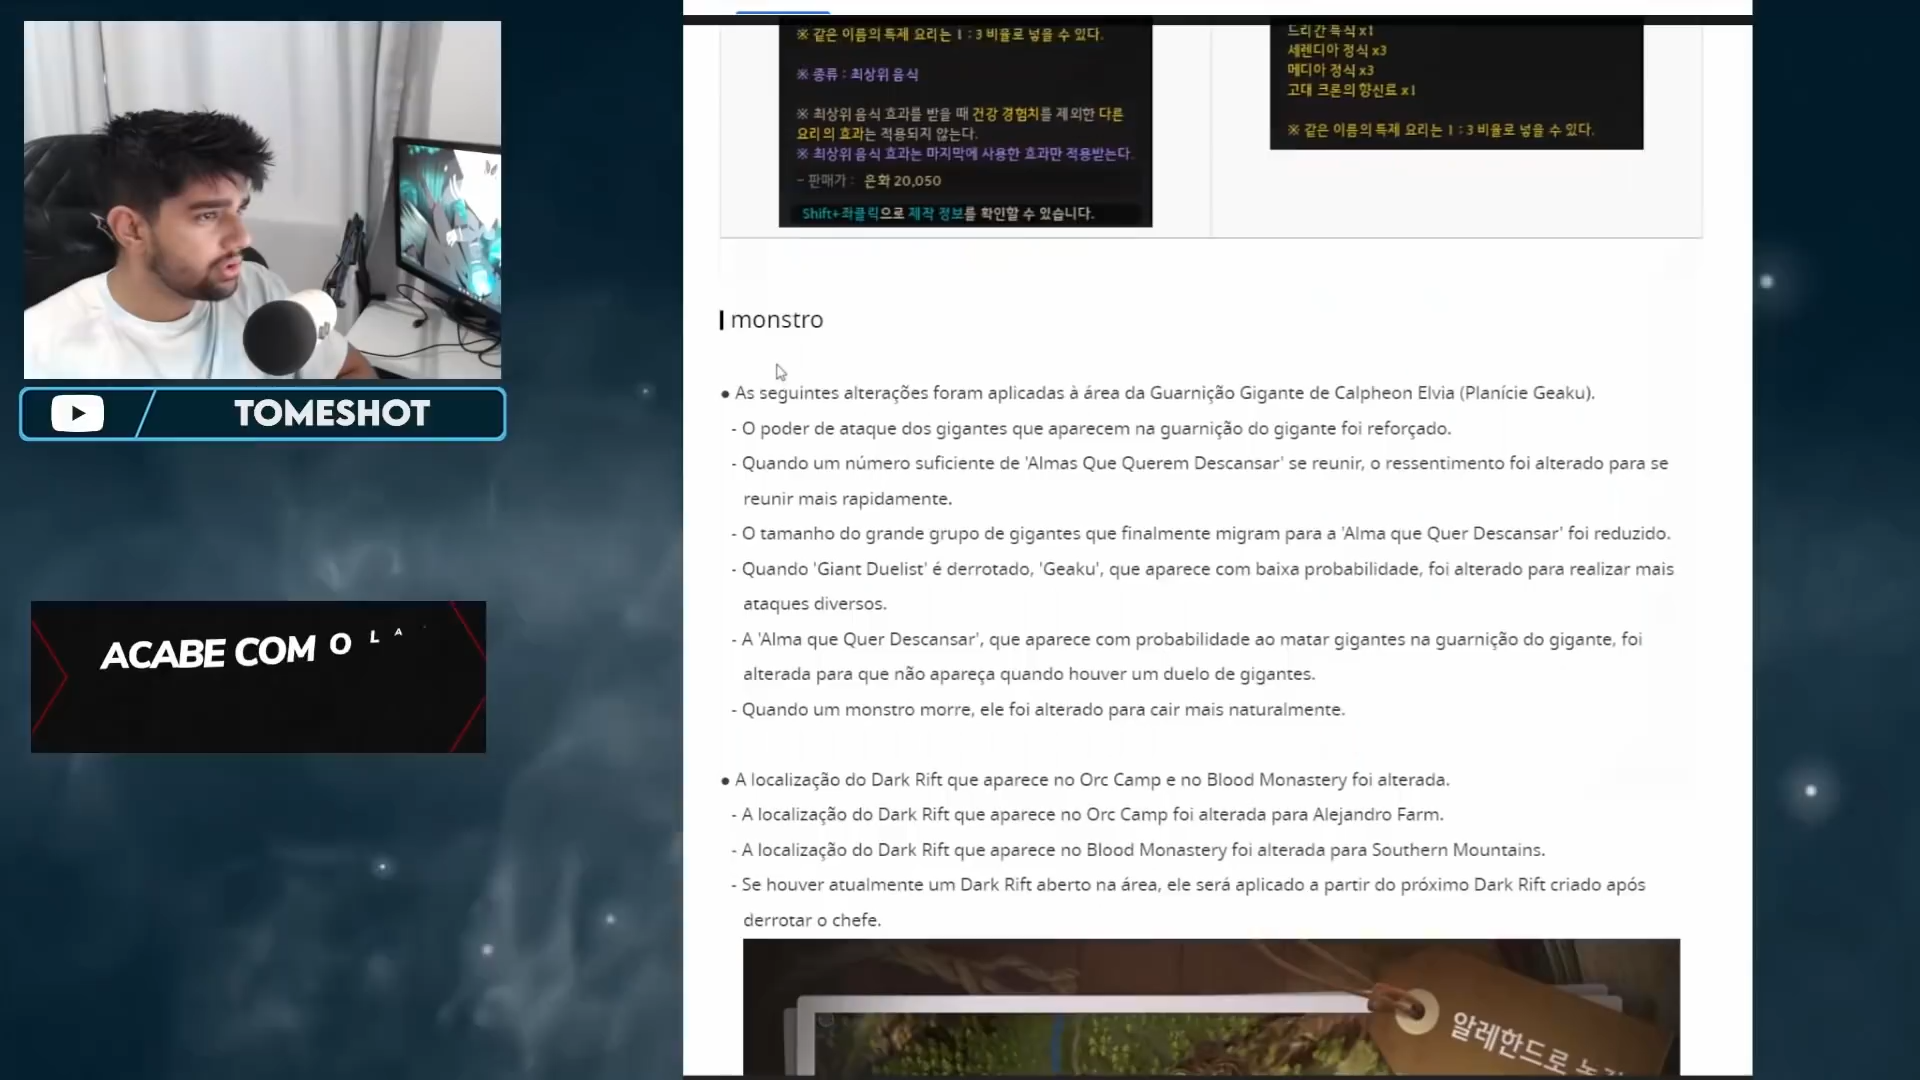 ※ 같은 이름의 특제 요리는 1 : 3 비율로 넣을 수 있다.
※ 종류 : 최상위 음식
※ 최상위 음식 효과를 받을 때 건강 경험치를 제외한 다른
요리의 효과는 적용되지 않는다.
※ 최상위 음식 효과는 마지막에 사용한 효과만 적용받는다.
- 판매가 : 은화 20,050
Shift+좌클릭으로 제작 정보를 확인할 수 있습니다.
드리간 특식 x1
세렌디아 정식 x3
메디아 정식 x3
고대 크론의 향신료 x1
※ 같은 이름의 특제 요리는 1 : 3 비율로 넣을 수 있다.
TOMESHOT
ACABE COM O L A
monstro
● As seguintes alterações foram aplicadas à área da Guarnição Gigante de Calpheon Elvia (Planície Geaku).
- O poder de ataque dos gigantes que aparecem na guarnição do gigante foi reforçado.
- Quando um número suficiente de 'Almas Que Querem Descansar' se reunir, o ressentimento foi alterado para se
reunir mais rapidamente.
- O tamanho do grande grupo de gigantes que finalmente migram para a 'Alma que Quer Descansar' foi reduzido.
- Quando 'Giant Duelist' é derrotado, 'Geaku', que aparece com baixa probabilidade, foi alterado para realizar mais
ataques diversos.
- A 'Alma que Quer Descansar', que aparece com probabilidade ao matar gigantes na guarnição do gigante, foi
alterada para que não apareça quando houver um duelo de gigantes.
- Quando um monstro morre, ele foi alterado para cair mais naturalmente.
● A localização do Dark Rift que aparece no Orc Camp e no Blood Monastery foi alterada.
- A localização do Dark Rift que aparece no Orc Camp foi alterada para Alejandro Farm.
- A localização do Dark Rift que aparece no Blood Monastery foi alterada para Southern Mountains.
- Se houver atualmente um Dark Rift aberto na área, ele será aplicado a partir do próximo Dark Rift criado após
derrotar o chefe.
알레한드로